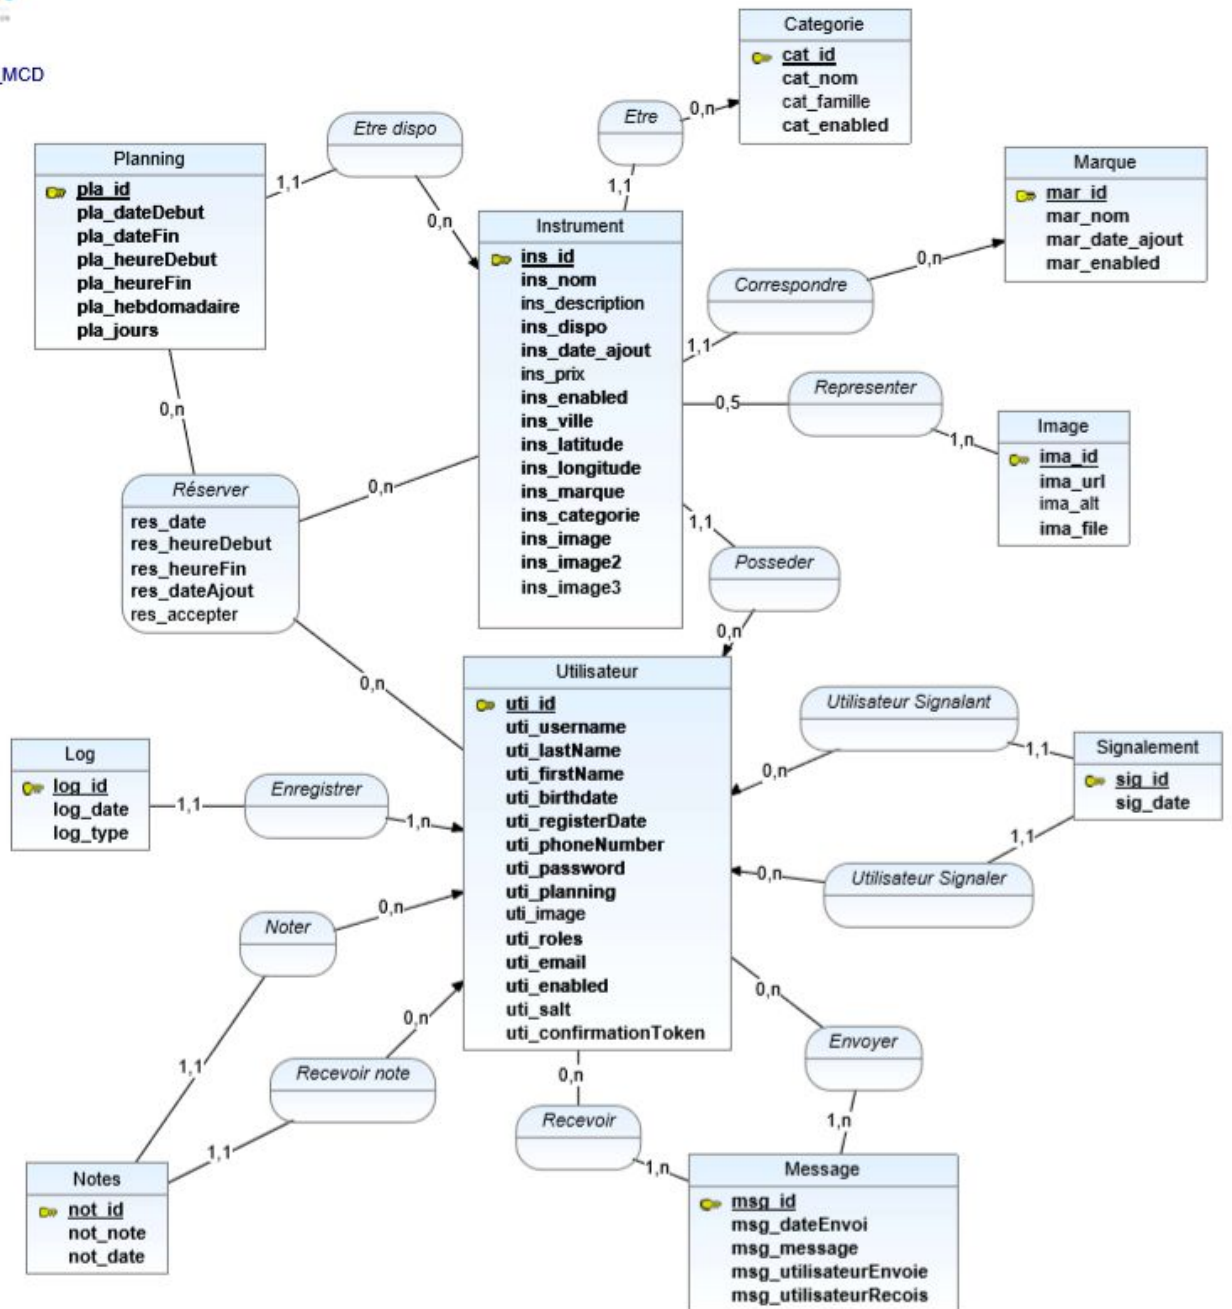 _MCD
Categorie
cat_id
cat_nom
cat_famille
cat_enabled
Etre
0,n
1,1
Etre dispo
1,1
0,n
Planning
pla_id
pla_dateDebut
pla_dateFin
pla_heureDebut
pla_heureFin
pla_hebdomadaire
pla_jours
Marque
mar_id
mar_nom
mar_date_ajout
mar_enabled
Instrument
ins_id
ins_nom
ins_description
ins_dispo
ins_date_ajout
ins_prix
ins_enabled
ins_ville
ins_latitude
ins_longitude
ins_marque
ins_categorie
ins_image
ins_image2
ins_image3
Correspondre
0,n
1,1
Representer
0,5
1,n
Image
ima_id
ima_url
ima_alt
ima_file
0,n
Réserver
res_date
res_heureDebut
res_heureFin
res_dateAjout
res_accepter
0,n
0,n
1,1
Posseder
0,n
Utilisateur
uti_id
uti_username
uti_lastName
uti_firstName
uti_birthdate
uti_registerDate
uti_phoneNumber
uti_password
uti_planning
uti_image
uti_roles
uti_email
uti_enabled
uti_salt
uti_confirmationToken
Utilisateur Signalant
1,1
0,n
Signalement
sig_id
sig_date
1,1
0,n
Utilisateur Signaler
Log
log_id
log_date
log_type
1,1
Enregistrer
1,n
Noter
0,n
1,1
Recevoir note
0,n
1,1
Notes
not_id
not_note
not_date
0,n
Recevoir
1,n
0,n
Envoyer
1,n
Message
msg_id
msg_dateEnvoi
msg_message
msg_utilisateurEnvoie
msg_utilisateurRecois